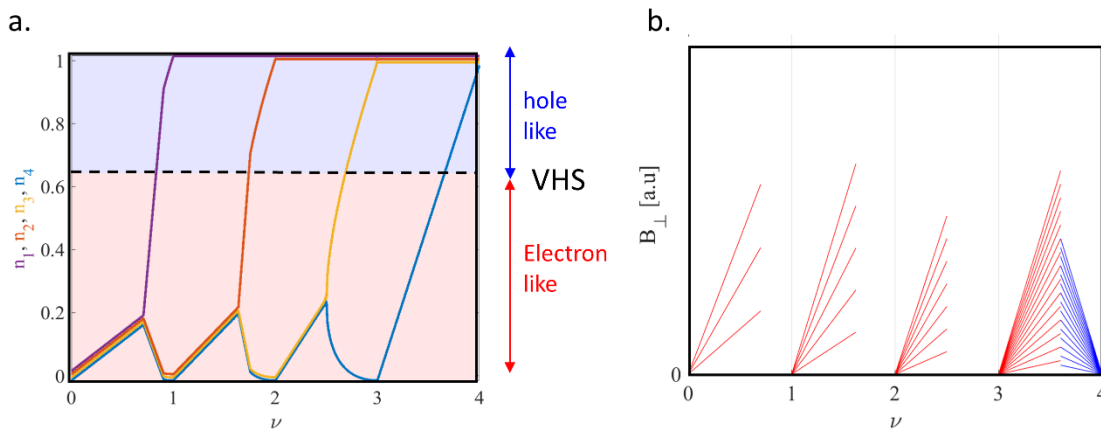 a.
1
0.8
0.6
0.4
0.2
0
n₁, n₂, n₃, n₄
0 1 2 3 4
ν
hole
like
VHS
Electron
like
b.
B⊥ [a.u]
0
0 1 2 3 4
ν